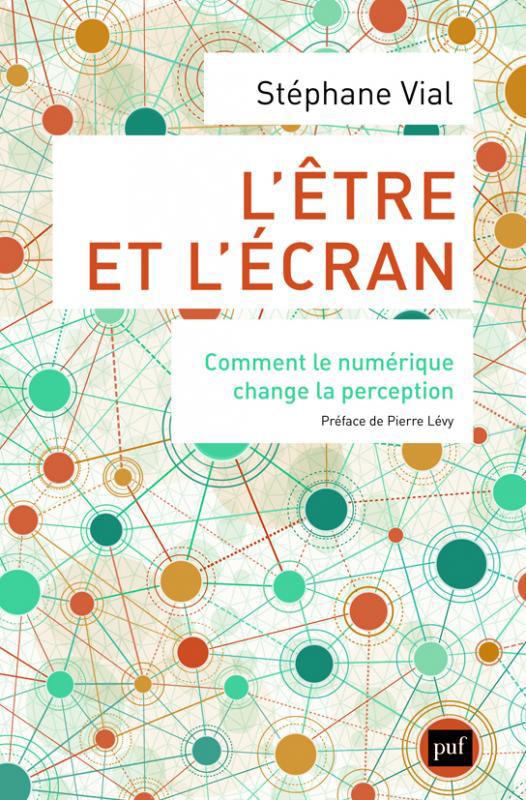 Stéphane Vial
L'ÊTRE
ET L'ÉCRAN
Comment le numérique
change la perception
Préface de Pierre Lévy
puf